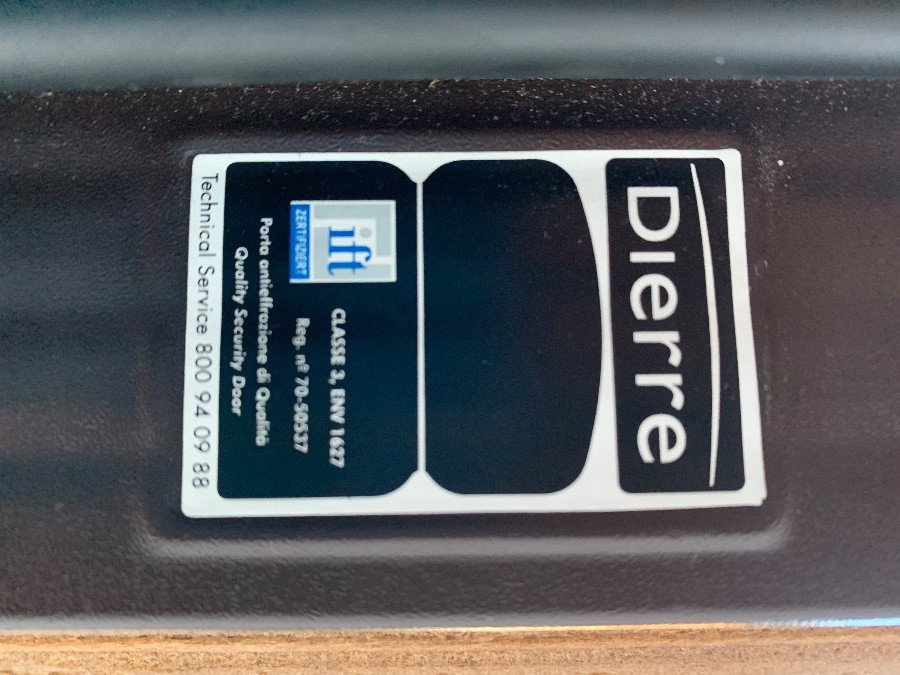 DIerre
ift
ZERTIFIZIERT
CLASSE 3, ENV 1627
Reg. nº 70-50537
Porta antieffrazione di Qualità
Quality Security Door
Technical Service 800 94 09 88